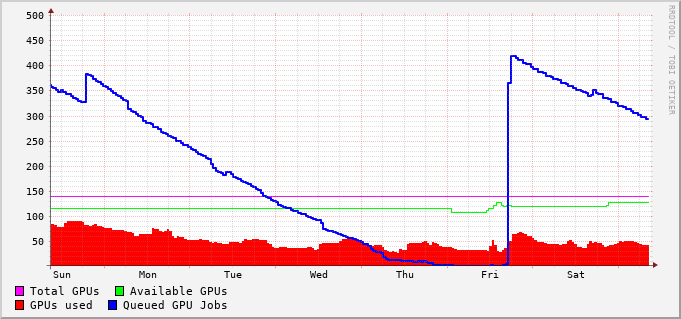 500
450
400
350
300
250
200
150
100
50
Sun Mon Tue Wed Thu Fri Sat
Total GPUs Available GPUs
GPUs used Queued GPU Jobs
RRDTOOL / TOBI OETIKER